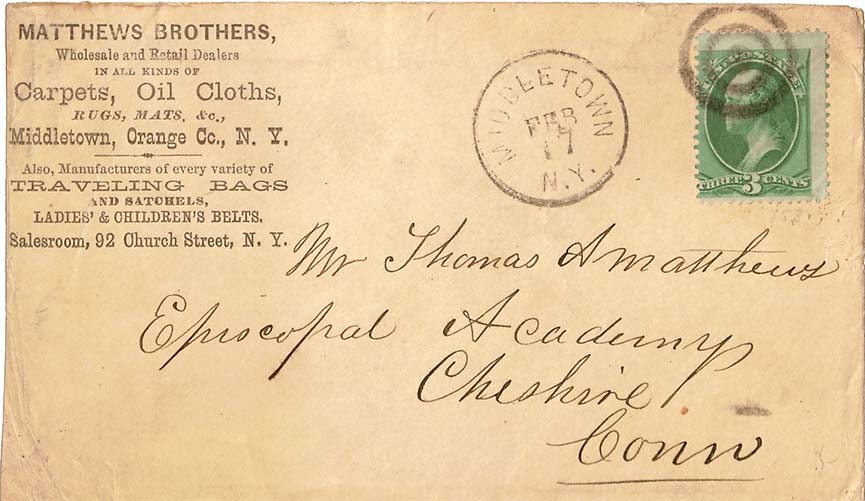 MATTHEWS BROTHERS,
Wholesale and Retail Dealers
IN ALL KINDS OF
Carpets, Oil Cloths,
RUGS, MATS, &c.,
Middletown, Orange Co., N. Y.
Also, Manufacturers of every variety of
TRAVELING BAGS
AND SATCHELS,
LADIES' & CHILDREN'S BELTS.
Salesroom, 92 Church Street, N. Y.
MIDDLETOWN
FEB
17
N.Y.
THREE 3 CENTS
Mr Thomas A Matthews
Episcopal Academy
Cheshire
Conn